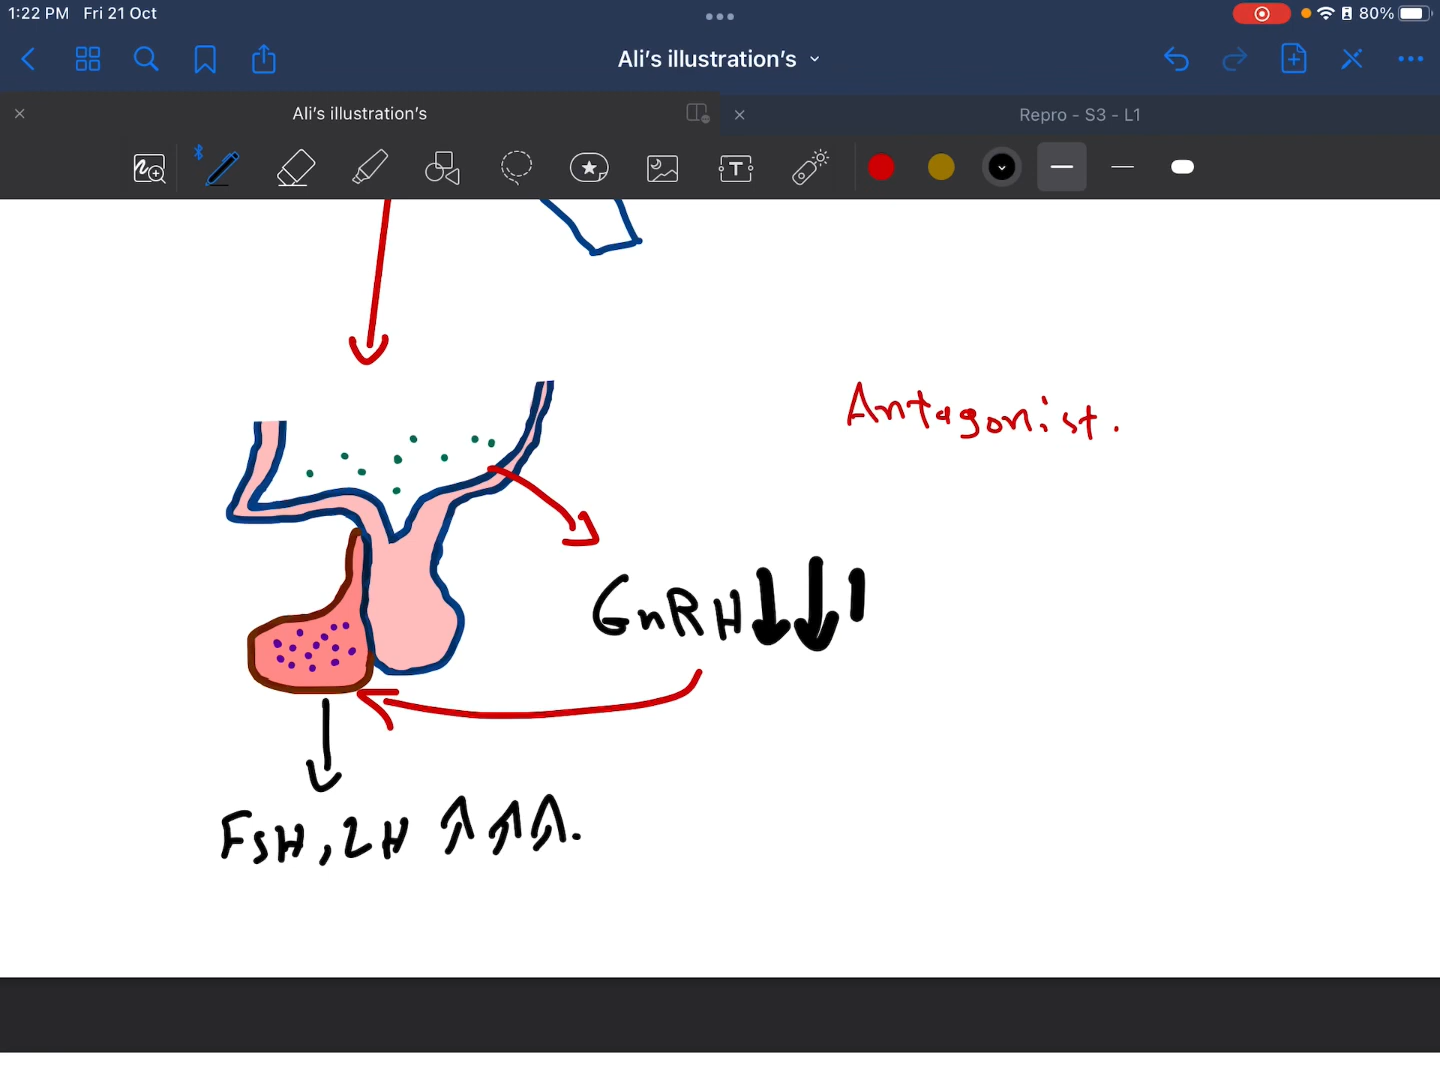 1:22 PM Fri 21 Oct
80%
Ali's illustration's
Ali's illustration's
Repro - S3 - L1
T
Antagonist.
GnRH ↓↓
FSH, LH ↑↑↑.